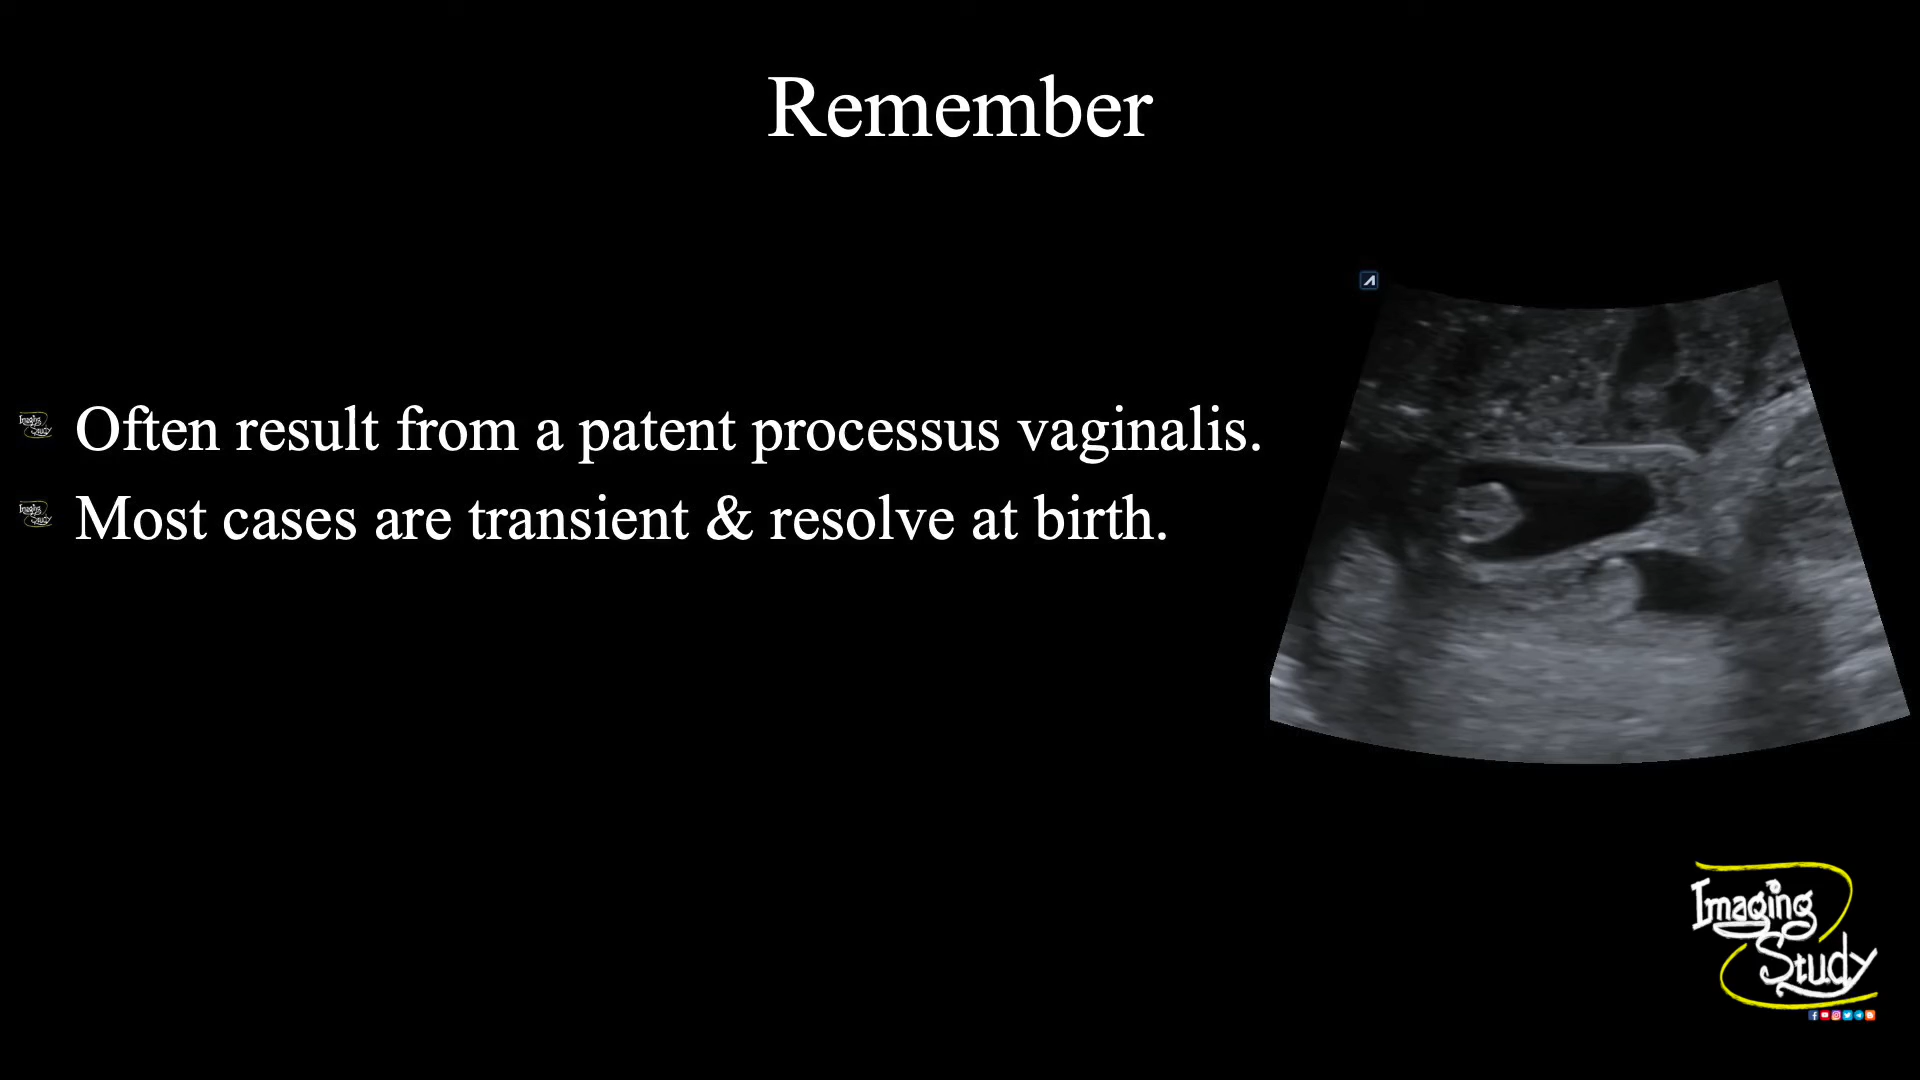 Remember
Often result from a patent processus vaginalis.
Most cases are transient & resolve at birth.
Imaging
Study